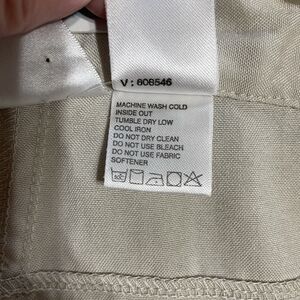 V : 606546
MACHINE WASH COLD
INSIDE OUT
TUMBLE DRY LOW
COOL IRON
DO NOT DRY CLEAN
DO NOT USE BLEACH
DO NOT USE FABRIC
SOFTENER